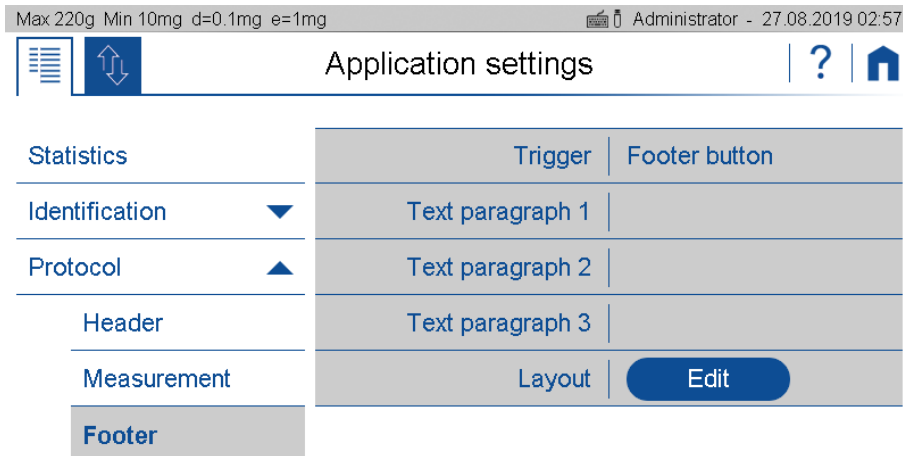 Max 220g Min 10mg d=0.1mg e=1mg Administrator - 27.08.2019 02:57
Application settings ?
Statistics
Identification
Protocol
Header
Measurement
Footer
Trigger Footer button
Text paragraph 1
Text paragraph 2
Text paragraph 3
Layout Edit